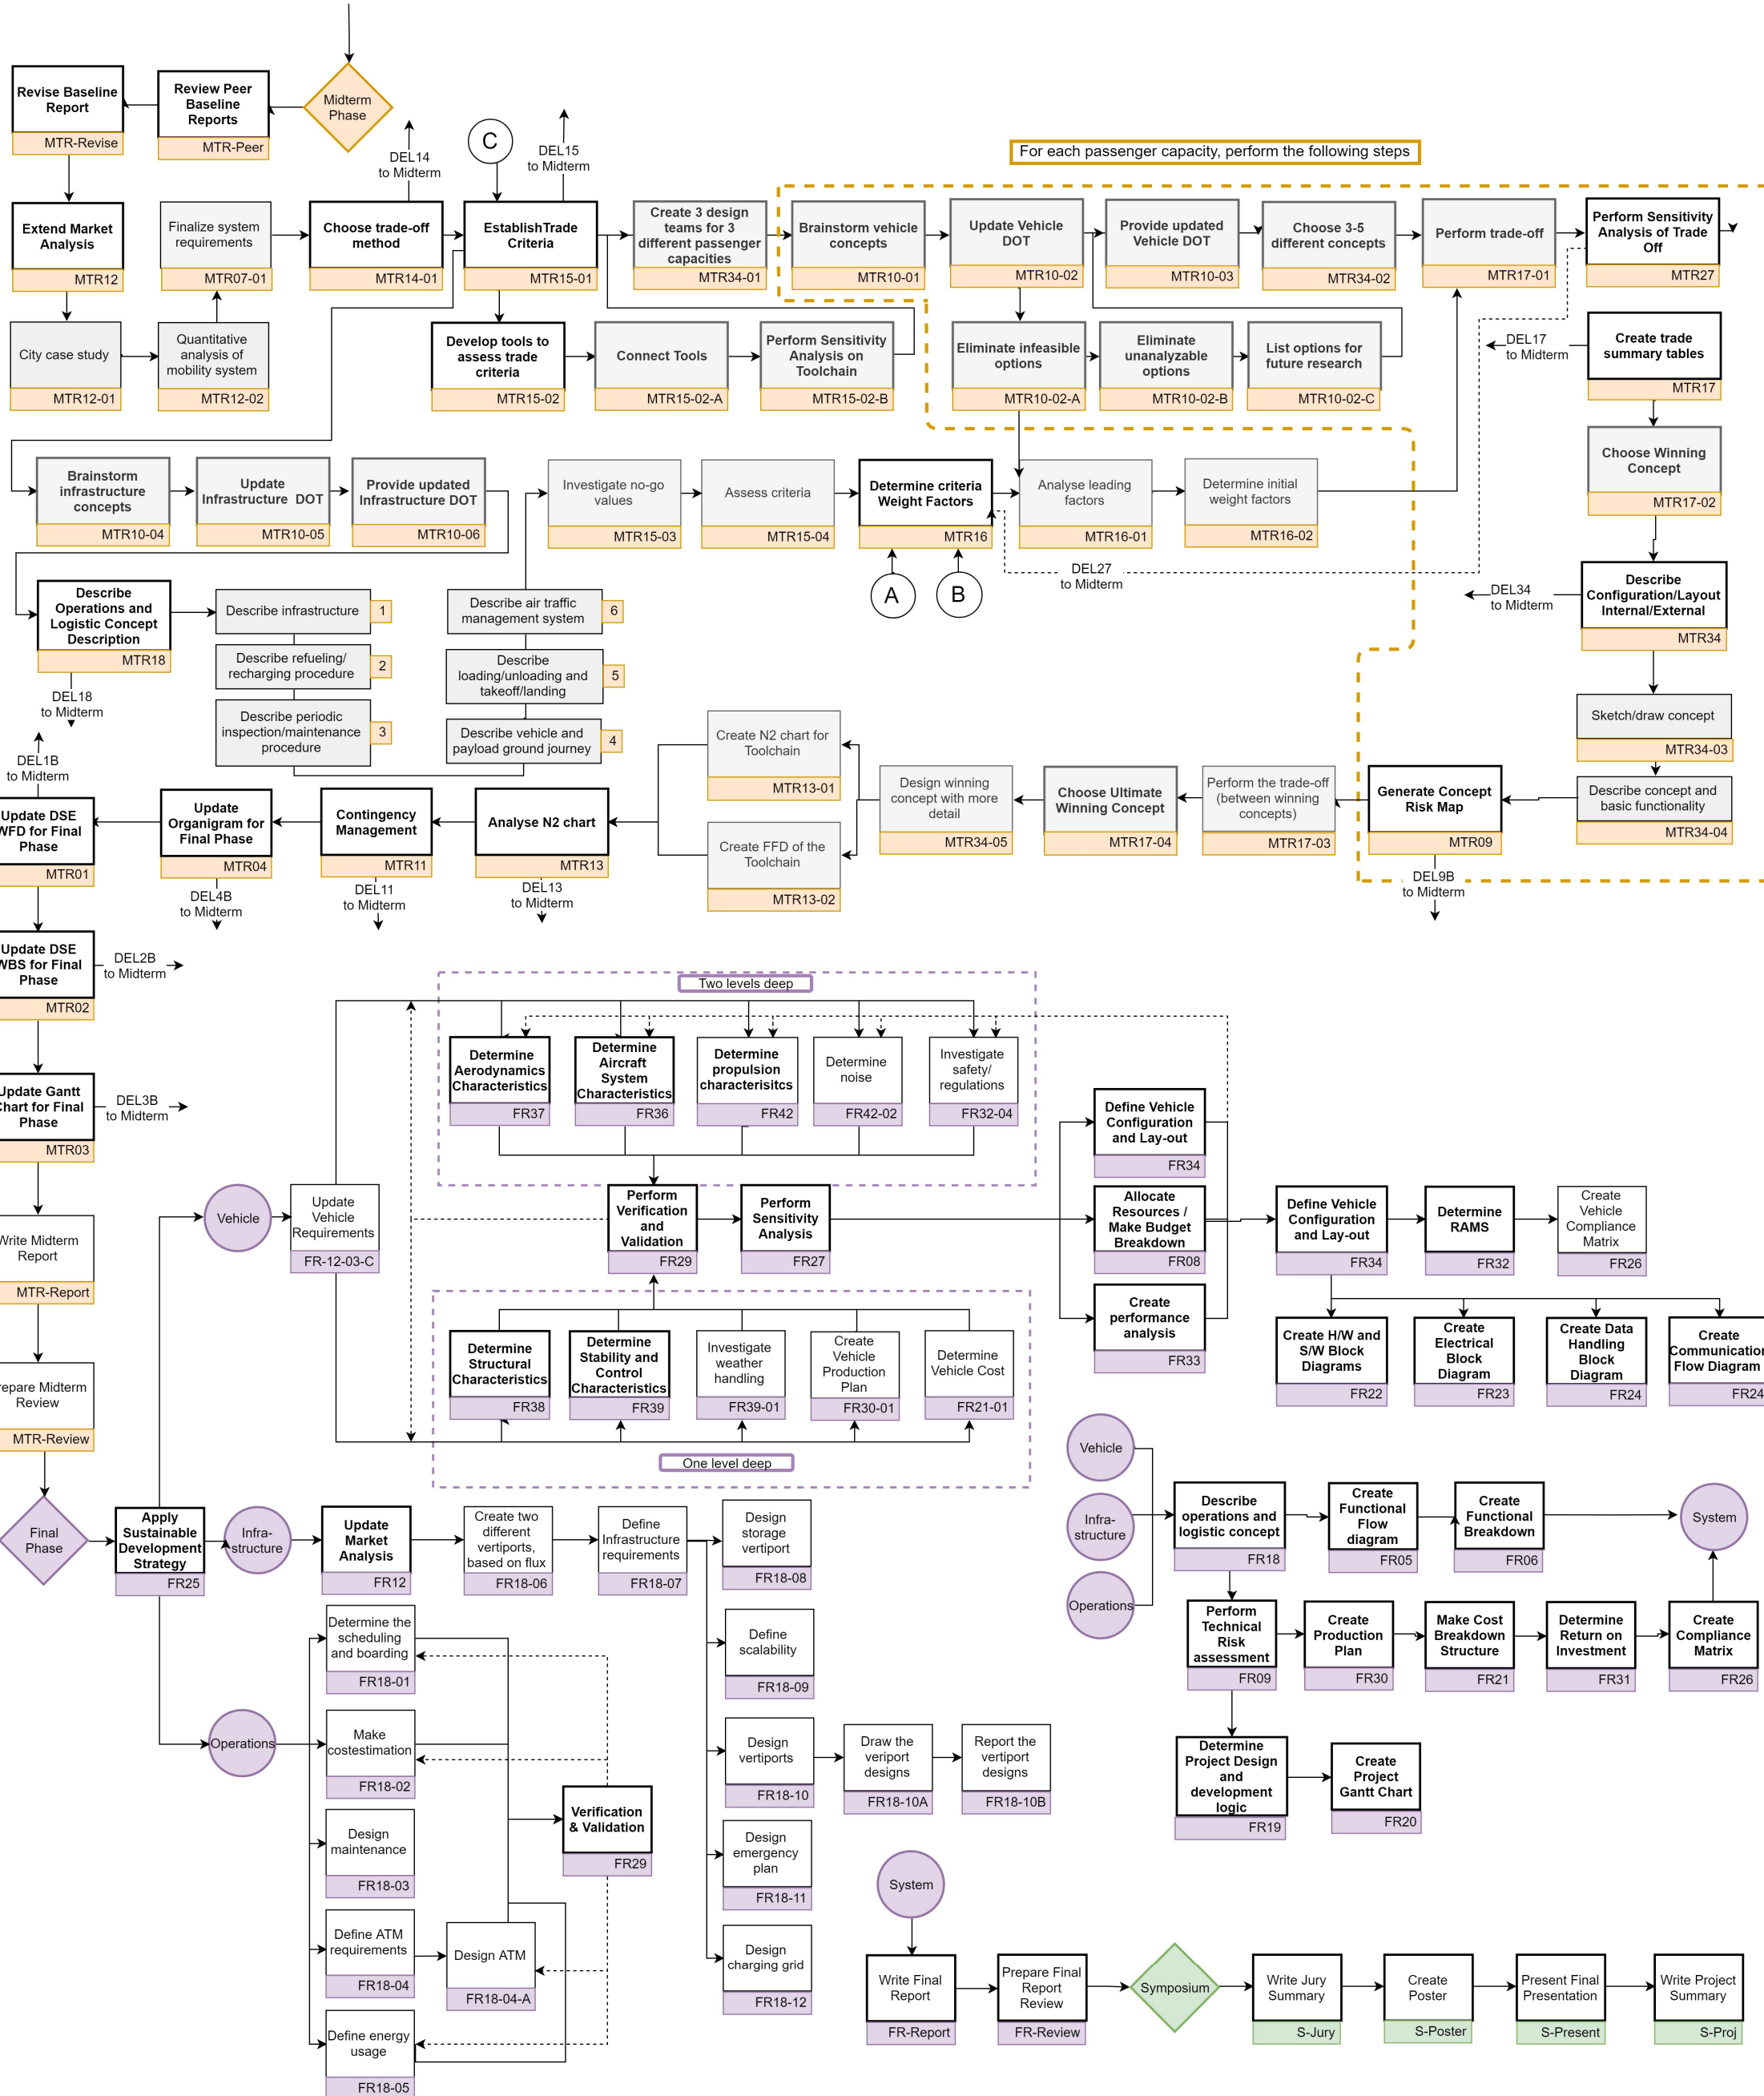 Revise Baseline
Report
MTR-Revise
Review Peer
Baseline
Reports
MTR-Peer
Midterm
Phase
DEL14
to Midterm
C
DEL15
to Midterm
For each passenger capacity, perform the following steps
Extend Market
Analysis
MTR12
Finalize system
requirements
MTR07-01
Choose trade-off
method
MTR14-01
EstablishTrade
Criteria
MTR15-01
Create 3 design
teams for 3
different passenger
capacities
MTR34-01
Brainstorm vehicle
concepts
MTR10-01
Update Vehicle
DOT
MTR10-02
Provide updated
Vehicle DOT
MTR10-03
Choose 3-5
different concepts
MTR34-02
Perform trade-off
MTR17-01
Perform Sensitivity
Analysis of Trade
Off
MTR27
City case study
MTR12-01
Quantitative
analysis of
mobility system
MTR12-02
Develop tools to
assess trade
criteria
MTR15-02
Connect Tools
MTR15-02-A
Perform Sensitivity
Analysis on
Toolchain
MTR15-02-B
Eliminate infeasible
options
MTR10-02-A
Eliminate
unanalyzable
options
MTR10-02-B
List options for
future research
MTR10-02-C
DEL17
to Midterm
Create trade
summary tables
MTR17
Choose Winning
Concept
MTR17-02
Brainstorm
infrastructure
concepts
MTR10-04
Update
Infrastructure DOT
MTR10-05
Provide updated
Infrastructure DOT
MTR10-06
Investigate no-go
values
MTR15-03
Assess criteria
MTR15-04
Determine criteria
Weight Factors
MTR16
Analyse leading
factors
MTR16-01
Determine initial
weight factors
MTR16-02
A
B
DEL27
to Midterm
DEL34
to Midterm
Describe
Configuration/Layout
Internal/External
MTR34
Describe
Operations and
Logistic Concept
Description
MTR18
DEL18
to Midterm
Describe infrastructure
1
Describe refueling/
recharging procedure
2
Describe periodic
inspection/maintenance
procedure
3
Describe air traffic
management system
6
Describe
loading/unloading and
takeoff/landing
5
Describe vehicle and
payload ground journey
4
Sketch/draw concept
MTR34-03
Describe concept and
basic functionality
MTR34-04
DEL1B
to Midterm
Update DSE
WFD for Final
Phase
MTR01
Update
Organigram for
Final Phase
MTR04
DEL4B
to Midterm
Contingency
Management
MTR11
DEL11
to Midterm
Analyse N2 chart
MTR13
DEL13
to Midterm
Create N2 chart for
Toolchain
MTR13-01
Create FFD of the
Toolchain
MTR13-02
Design winning
concept with more
detail
MTR34-05
Choose Ultimate
Winning Concept
MTR17-04
Perform the trade-off
(between winning
concepts)
MTR17-03
Generate Concept
Risk Map
MTR09
DEL9B
to Midterm
Update DSE
WBS for Final
Phase
MTR02
DEL2B
to Midterm
Update Gantt
Chart for Final
Phase
MTR03
DEL3B
to Midterm
Write Midterm
Report
MTR-Report
Prepare Midterm
Review
MTR-Review
Two levels deep
Determine
Aerodynamics
Characteristics
FR37
Determine
Aircraft
System
Characteristics
FR36
Determine
propulsion
characterisitcs
FR42
Determine
noise
FR42-02
Investigate
safety/
regulations
FR32-04
Vehicle
Update
Vehicle
Requirements
FR-12-03-C
Perform
Verification
and
Validation
FR29
Perform
Sensitivity
Analysis
FR27
Define Vehicle
Configuration
and Lay-out
FR34
Allocate
Resources /
Make Budget
Breakdown
FR08
Create
performance
analysis
FR33
Define Vehicle
Configuration
and Lay-out
FR34
Determine
RAMS
FR32
Create
Vehicle
Compliance
Matrix
FR26
Create H/W and
S/W Block
Diagrams
FR22
Create
Electrical
Block
Diagram
FR23
Create Data
Handling
Block
Diagram
FR24
Create
Communication
Flow Diagram
FR24
Determine
Structural
Characteristics
FR38
Determine
Stability and
Control
Characteristics
FR39
Investigate
weather
handling
FR39-01
Create
Vehicle
Production
Plan
FR30-01
Determine
Vehicle Cost
FR21-01
One level deep
Final
Phase
Apply
Sustainable
Development
Strategy
FR25
Infra-
structure
Update
Market
Analysis
FR12
Create two
different
vertiports,
based on flux
FR18-06
Define
Infrastructure
requirements
FR18-07
Design
storage
vertiport
FR18-08
Define
scalability
FR18-09
Design
vertiports
FR18-10
Draw the
veriport
designs
FR18-10A
Report the
vertiport
designs
FR18-10B
Design
emergency
plan
FR18-11
Design
charging grid
FR18-12
Operations
Determine the
scheduling
and boarding
FR18-01
Make
costestimation
FR18-02
Design
maintenance
FR18-03
Define ATM
requirements
FR18-04
Design ATM
FR18-04-A
Define energy
usage
FR18-05
Verification
& Validation
FR29
Vehicle
Infra-
structure
Operations
Describe
operations and
logistic concept
FR18
Create
Functional
Flow
diagram
FR05
Create
Functional
Breakdown
FR06
System
Perform
Technical
Risk
assessment
FR09
Create
Production
Plan
FR30
Make Cost
Breakdown
Structure
FR21
Determine
Return on
Investment
FR31
Create
Compliance
Matrix
FR26
Determine
Project Design
and
development
logic
FR19
Create
Project
Gantt Chart
FR20
System
Write Final
Report
FR-Report
Prepare Final
Report
Review
FR-Review
Symposium
Write Jury
Summary
S-Jury
Create
Poster
S-Poster
Present Final
Presentation
S-Present
Write Project
Summary
S-Proj